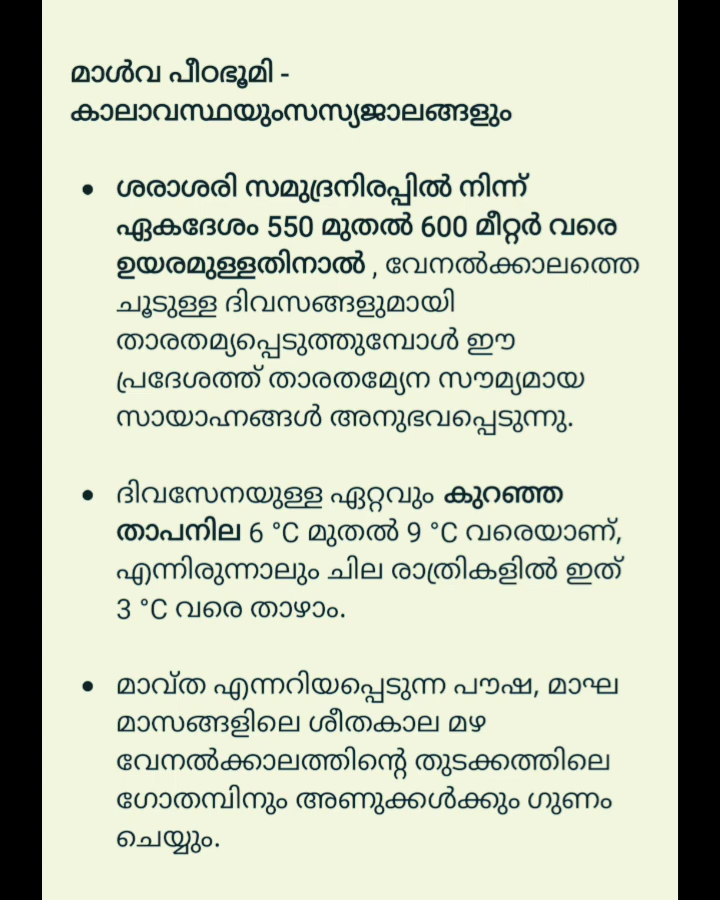 മാൾവ പീഠഭൂമി -
കാലാവസ്ഥയുംസസ്യജാലങ്ങളും
• ശരാശരി സമുദ്രനിരപ്പിൽ നിന്ന്
ഏകദേശം 550 മുതൽ 600 മീറ്റർ വരെ
ഉയരമുള്ളതിനാൽ , വേനൽക്കാലത്തെ
ചൂടുള്ള ദിവസങ്ങളുമായി
താരതമ്യപ്പെടുത്തുമ്പോൾ ഈ
പ്രദേശത്ത് താരതമ്യേന സൗമ്യമായ
സായാഹ്നങ്ങൾ അനുഭവപ്പെടുന്നു.
• ദിവസേനയുള്ള ഏറ്റവും കുറഞ്ഞ
താപനില 6 °C മുതൽ 9 °C വരെയാണ്,
എന്നിരുന്നാലും ചില രാത്രികളിൽ ഇത്
3 °C വരെ താഴാം.
• മാവ്ത എന്നറിയപ്പെടുന്ന പൗഷ, മാഘ
മാസങ്ങളിലെ ശീതകാല മഴ
വേനൽക്കാലത്തിന്റെ തുടക്കത്തിലെ
ഗോതമ്പിനും അണുക്കൾക്കും ഗുണം
ചെയ്യും.